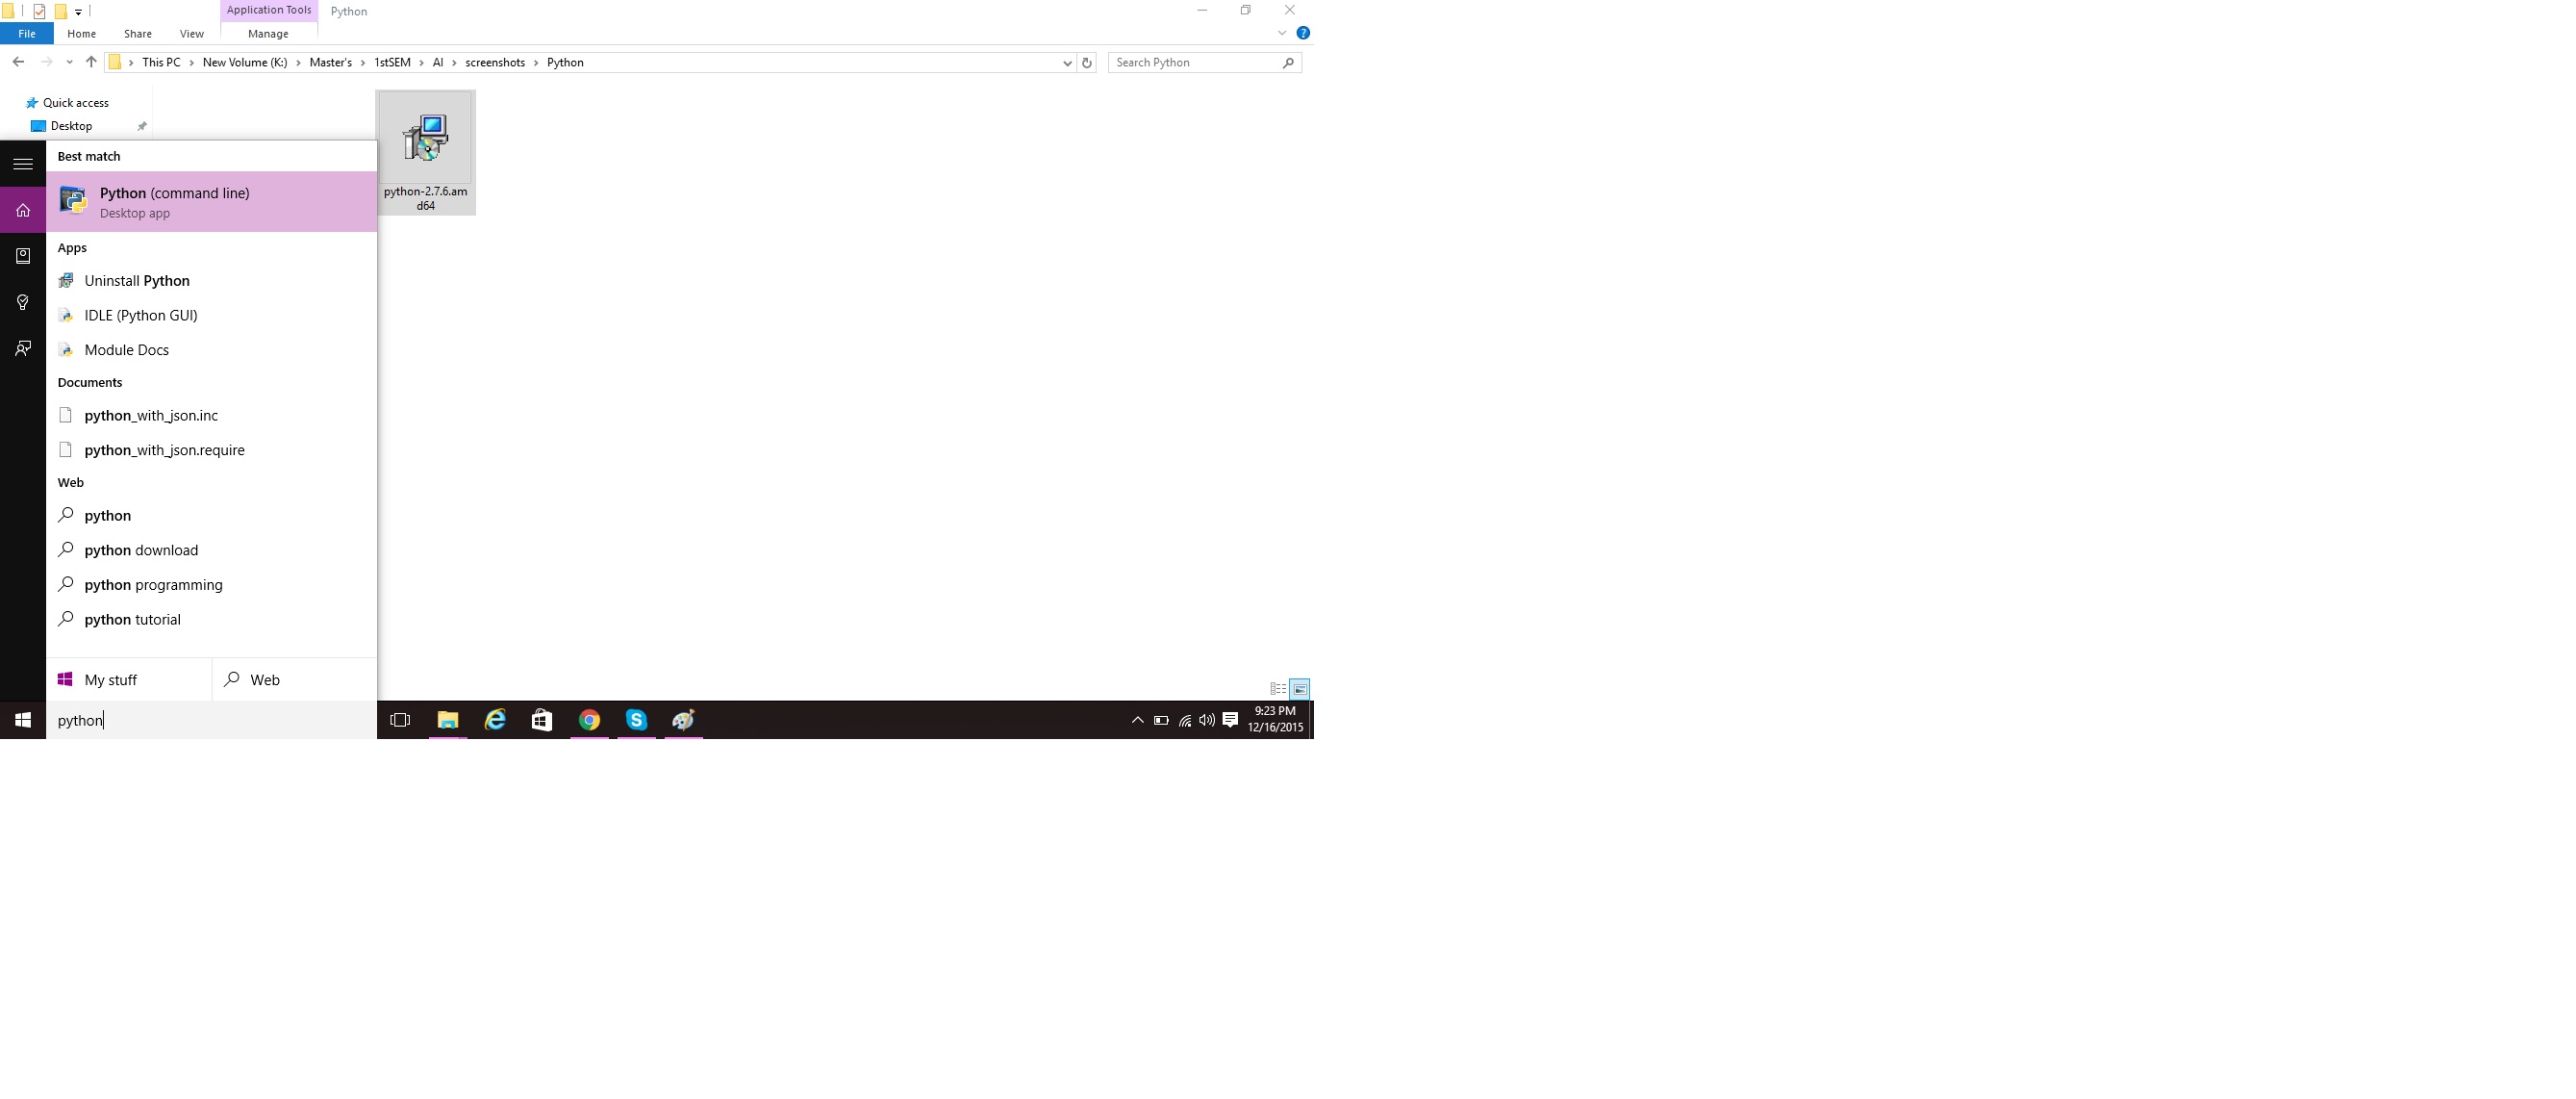 Application Tools
Python
File
Home
Share
View
Manage
This PC > New Volume (K:) > Master's > 1stSEM > AI > screenshots > Python
Search Python
Quick access
Desktop
python-2.7.6.am
d64
Best match
Python (command line)
Desktop app
Apps
Uninstall Python
IDLE (Python GUI)
Module Docs
Documents
python_with_json.inc
python_with_json.require
Web
python
python download
python programming
python tutorial
My stuff
Web
python
9:23 PM
12/16/2015